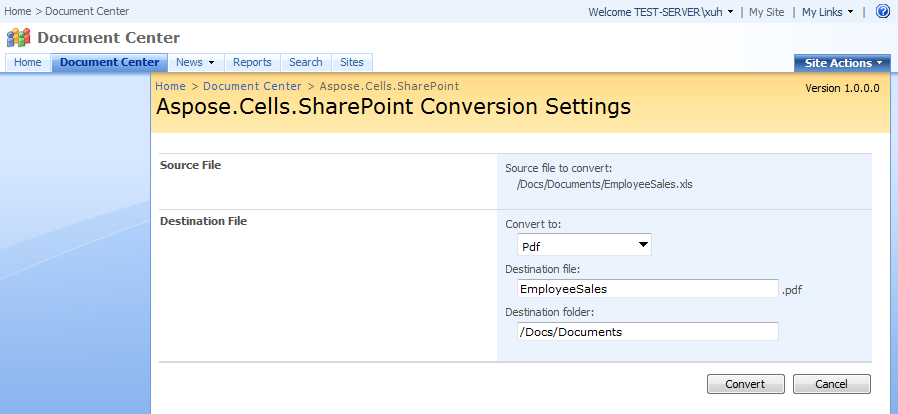 Home > Document Center Welcome TEST-SERVER\xuh My Site My Links
Document Center
Home Document Center News Reports Search Sites Site Actions
Home > Document Center > Aspose.Cells.SharePoint Version 1.0.0.0
Aspose.Cells.SharePoint Conversion Settings
Source File Source file to convert:
/Docs/Documents/EmployeeSales.xls
Destination File Convert to:
Pdf
Destination file:
EmployeeSales .pdf
Destination folder:
/Docs/Documents
Convert Cancel